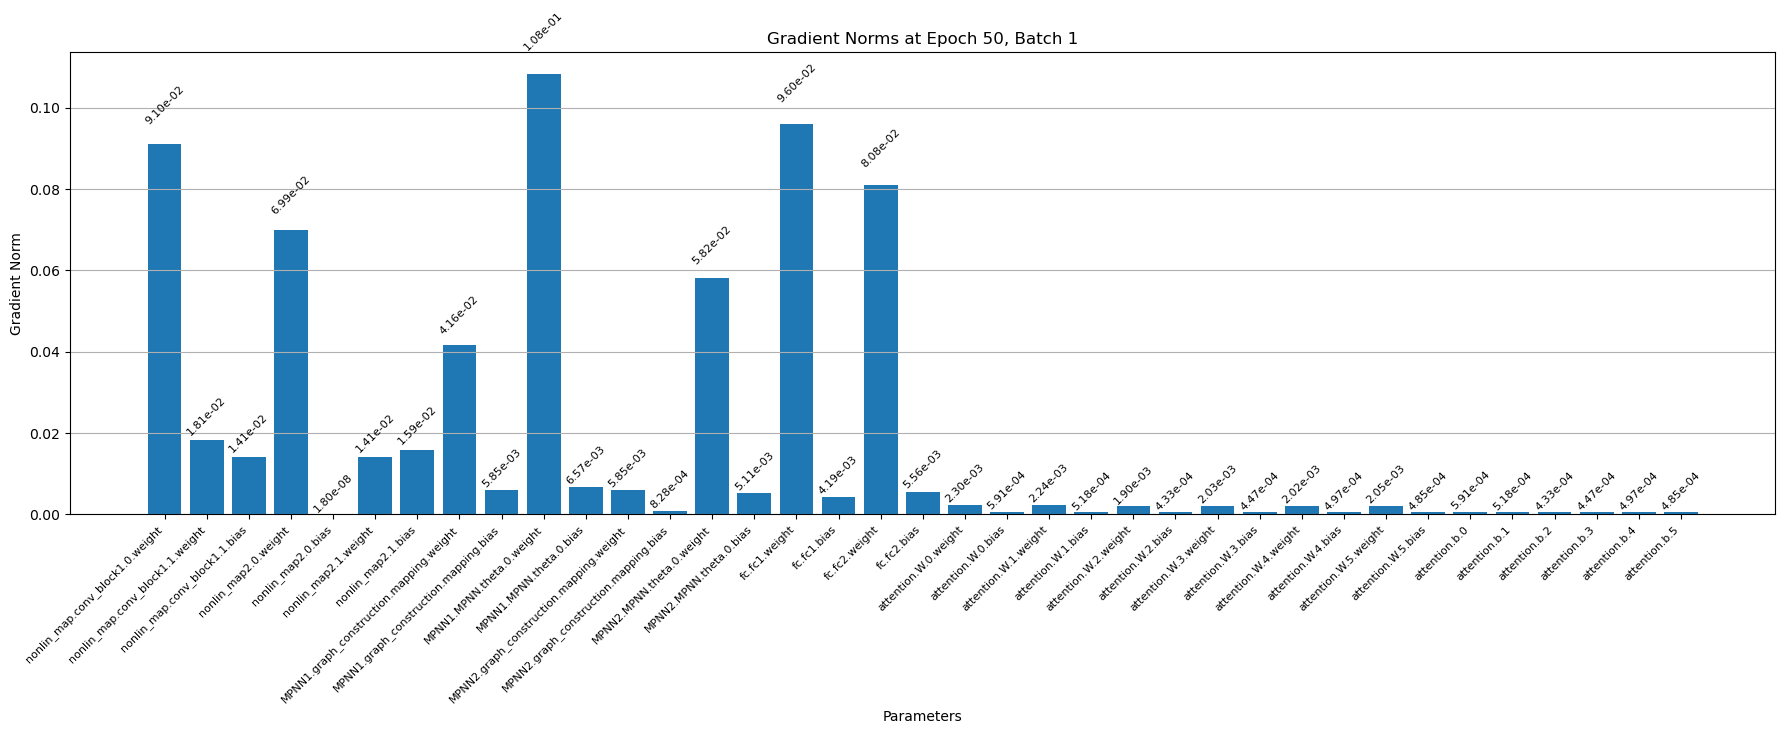 Gradient Norms at Epoch 50, Batch 1
Gradient Norm
0.10
0.08
0.06
0.04
0.02
0.00
9.10e-02
1.81e-02
1.41e-02
6.99e-02
1.80e-08
1.41e-02
1.59e-02
4.16e-02
5.85e-03
1.08e-01
6.57e-03
5.85e-03
8.28e-04
5.82e-02
5.11e-03
9.60e-02
4.19e-03
8.08e-02
5.56e-03
2.30e-03
5.91e-04
2.24e-03
5.18e-04
1.90e-03
4.33e-04
2.03e-03
4.47e-04
2.02e-03
4.97e-04
2.05e-03
4.85e-04
5.91e-04
5.18e-04
4.33e-04
4.47e-04
4.97e-04
4.85e-04
nonlin_map.conv_block1.0.weight
nonlin_map.conv_block1.1.weight
nonlin_map.conv_block1.1.bias
nonlin_map2.0.weight
nonlin_map2.0.bias
nonlin_map2.1.weight
nonlin_map2.1.bias
MPNN1.graph_construction.mapping.weight
MPNN1.graph_construction.mapping.bias
MPNN1.MPNN.theta.0.weight
MPNN1.MPNN.theta.0.bias
MPNN2.graph_construction.mapping.weight
MPNN2.graph_construction.mapping.bias
MPNN2.MPNN.theta.0.weight
MPNN2.MPNN.theta.0.bias
fc.fc1.weight
fc.fc1.bias
fc.fc2.weight
fc.fc2.bias
attention.W.0.weight
attention.W.0.bias
attention.W.1.weight
attention.W.1.bias
attention.W.2.weight
attention.W.2.bias
attention.W.3.weight
attention.W.3.bias
attention.W.4.weight
attention.W.4.bias
attention.W.5.weight
attention.W.5.bias
attention.b.0
attention.b.1
attention.b.2
attention.b.3
attention.b.4
attention.b.5
Parameters